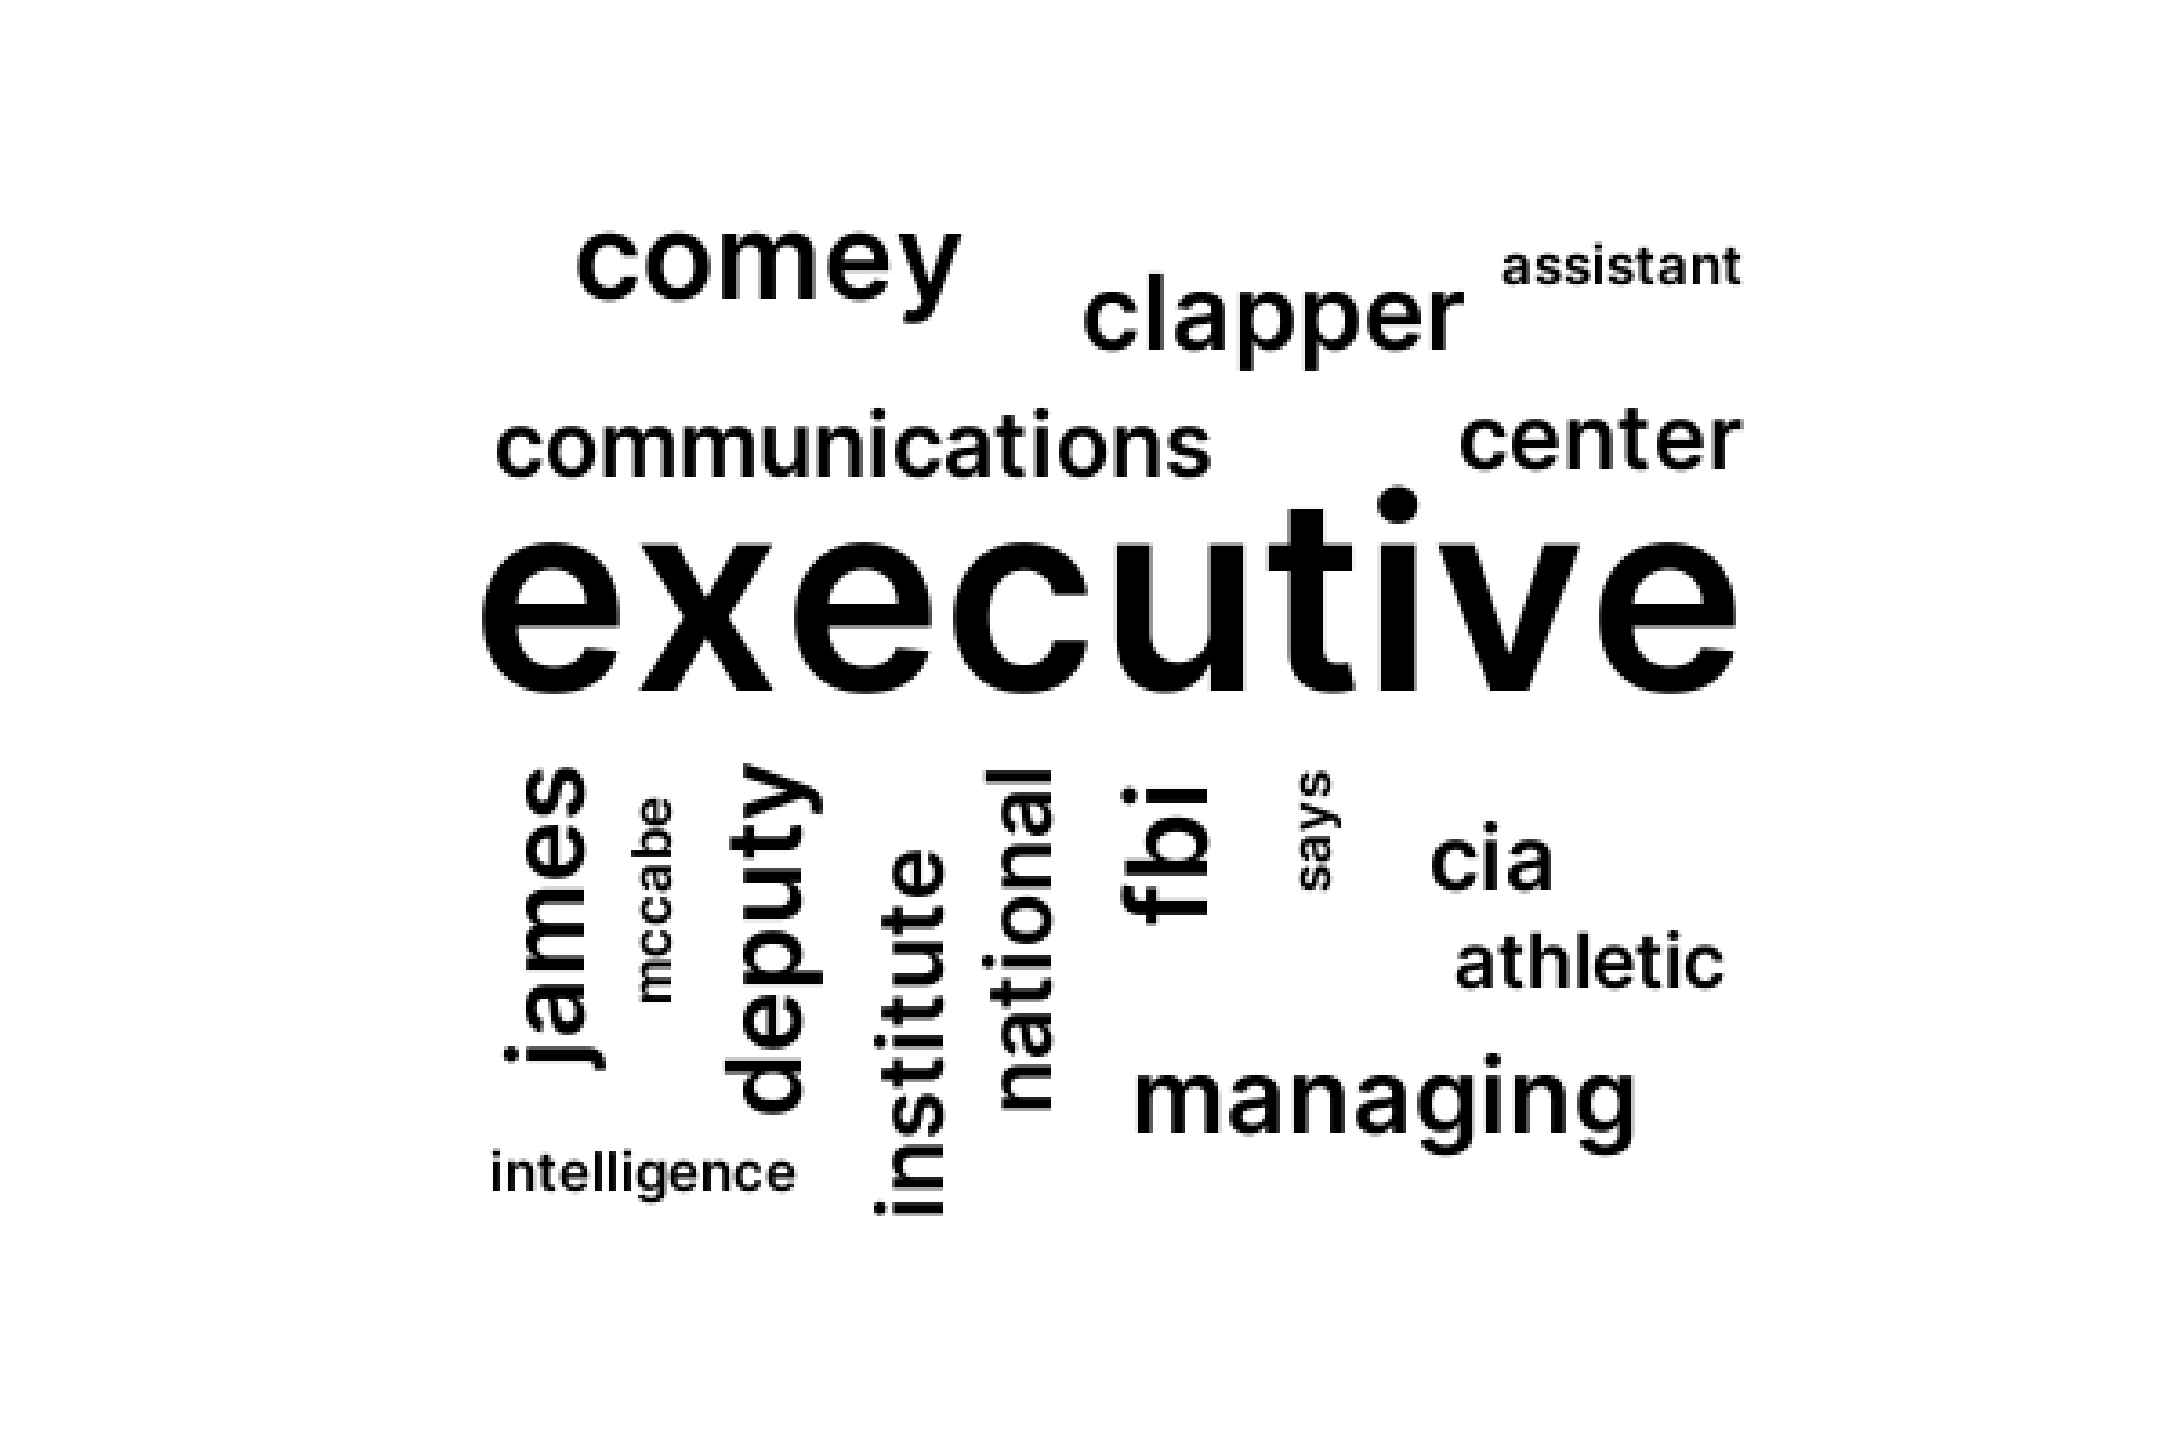 comey
clapper
assistant
communications
center
executive
james
mccabe
deputy
institute
national
fbi
says
cia
athletic
managing
intelligence